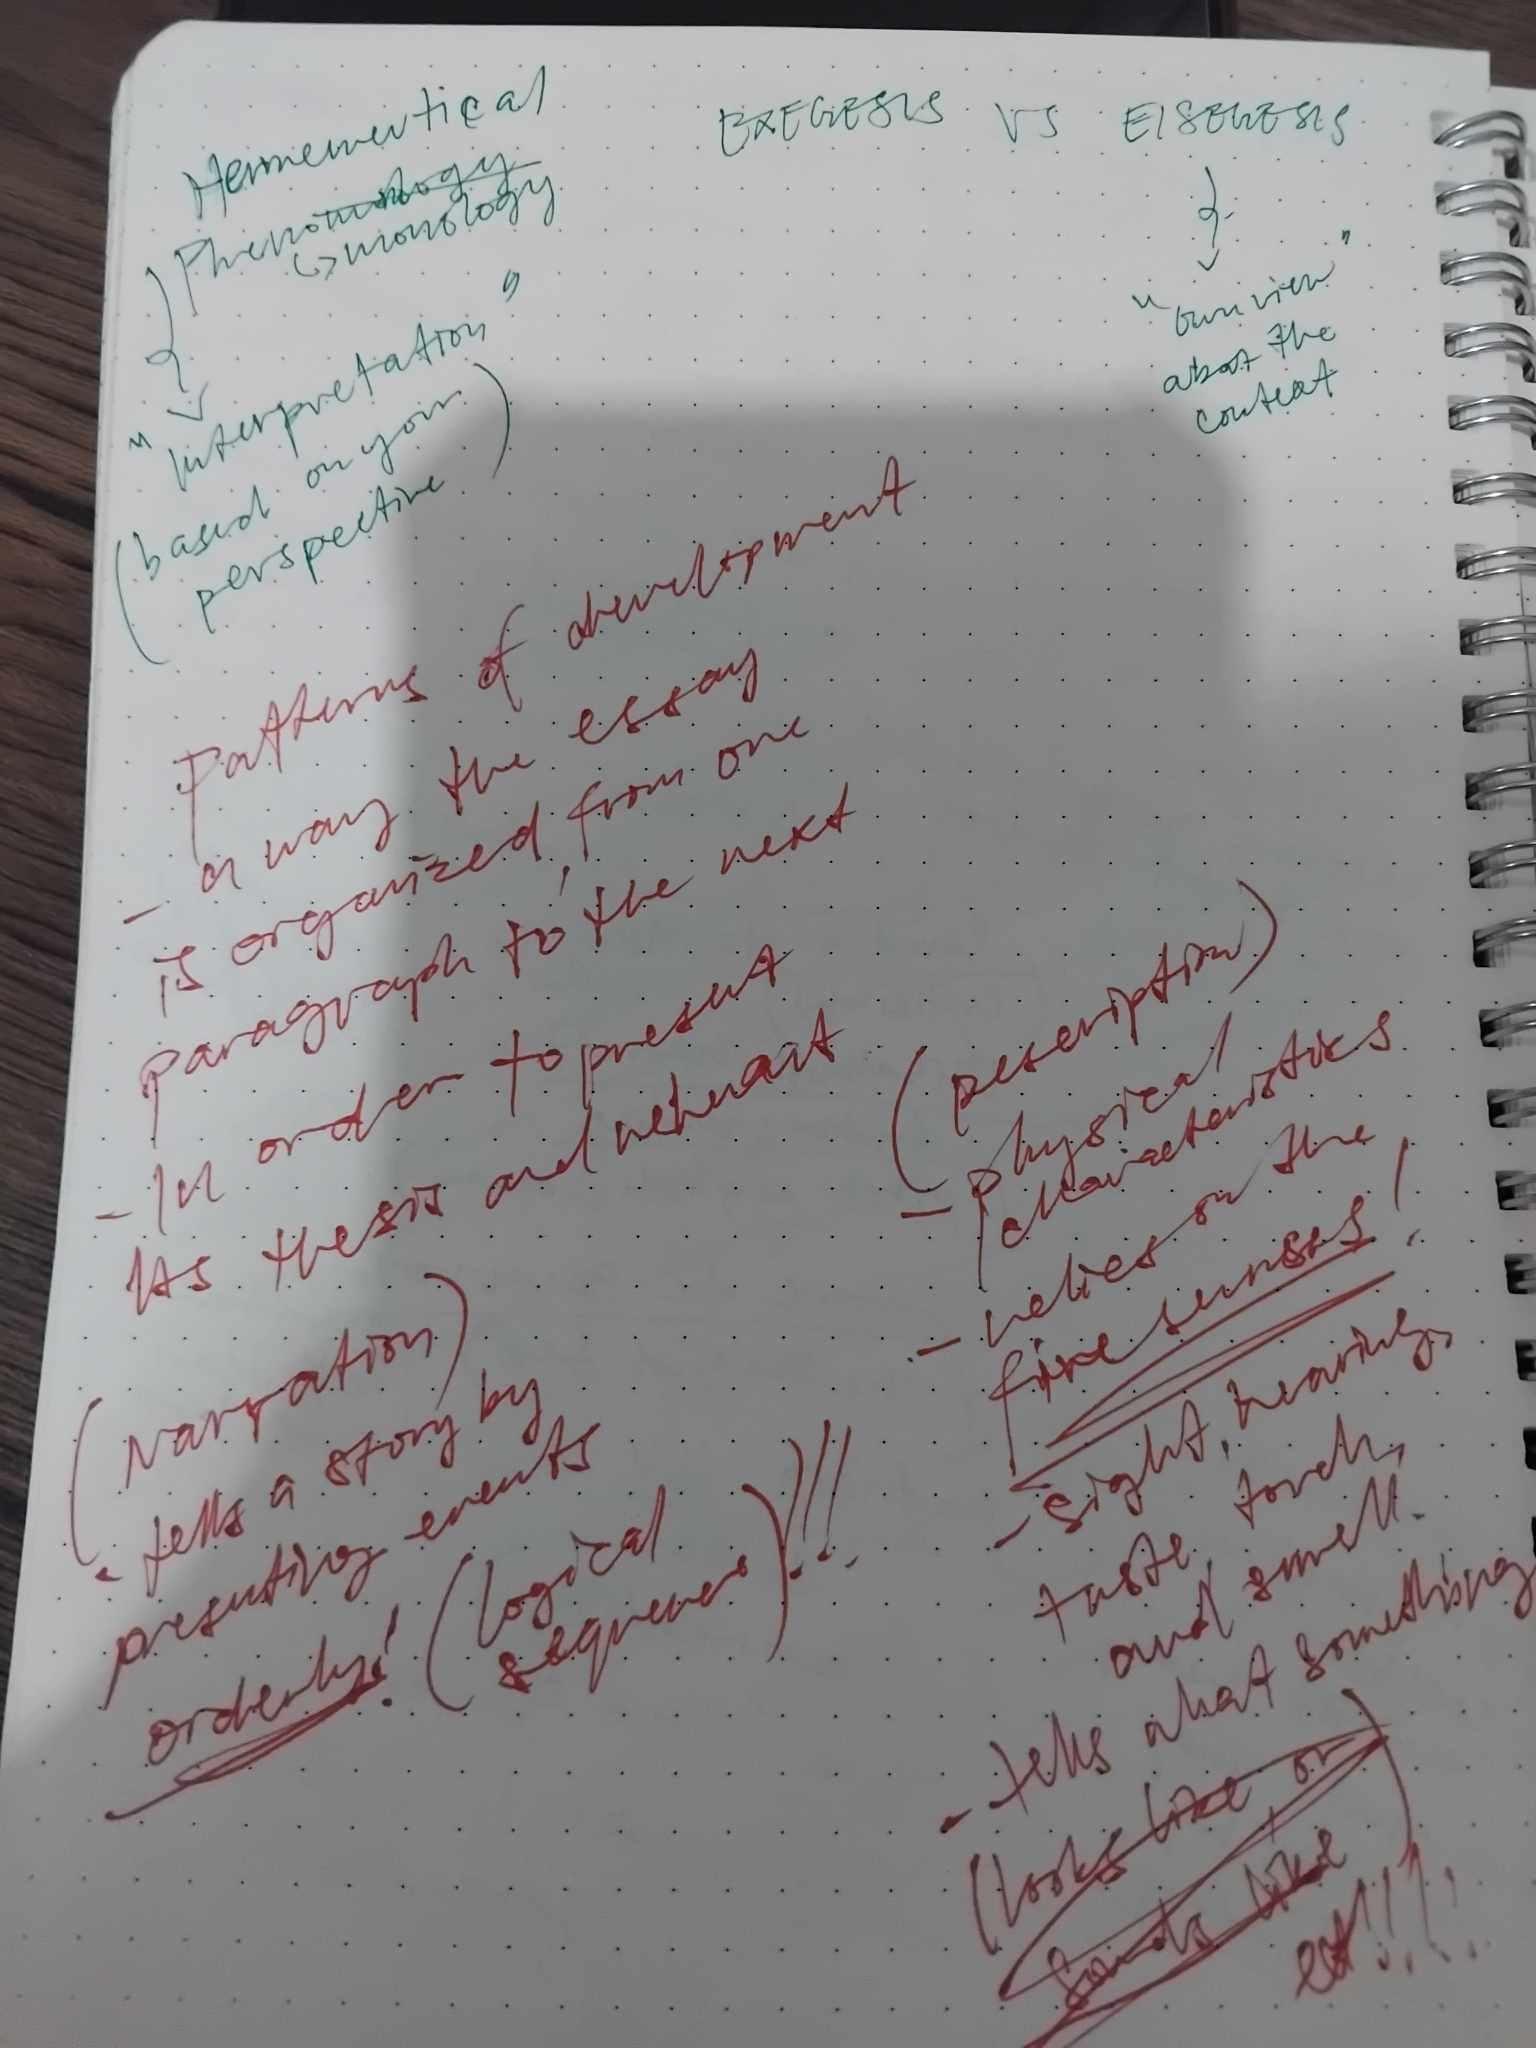 Hermeneutical
Phenomonology
↳ monology
"interpretation"
(based on your
perspective)
EXEGESIS VS EISEGESIS
"own view"
about the
context
Patterns of development
- a way the essay
is organized, from one
paragraph to the next
- In order to present
its thesis and relevant
(Narration)
- tells a story by
presenting events
orderly! (logical
sequence)!!!
(Description)
- physical
characteristics
- relies on the
five senses!
- sight, hearing,
taste, touch,
and smell.
- tells what something
(looks like, or
sounds like)
etc!!!!